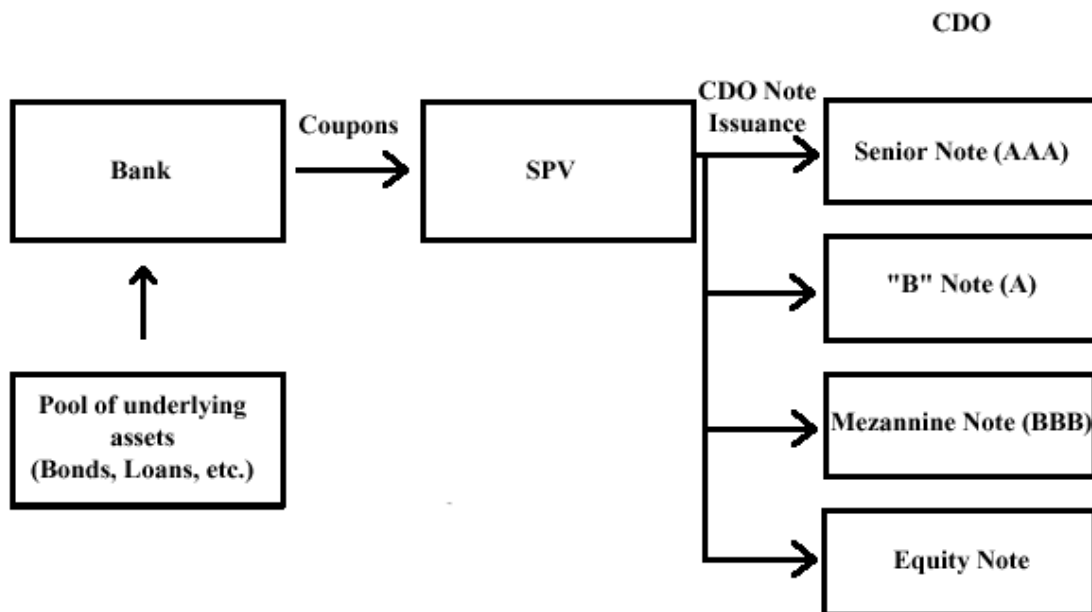 CDO
Bank
Coupons
SPV
CDO Note
Issuance
Senior Note (AAA)
"B" Note (A)
Pool of underlying
assets
(Bonds, Loans, etc.)
Mezannine Note (BBB)
Equity Note